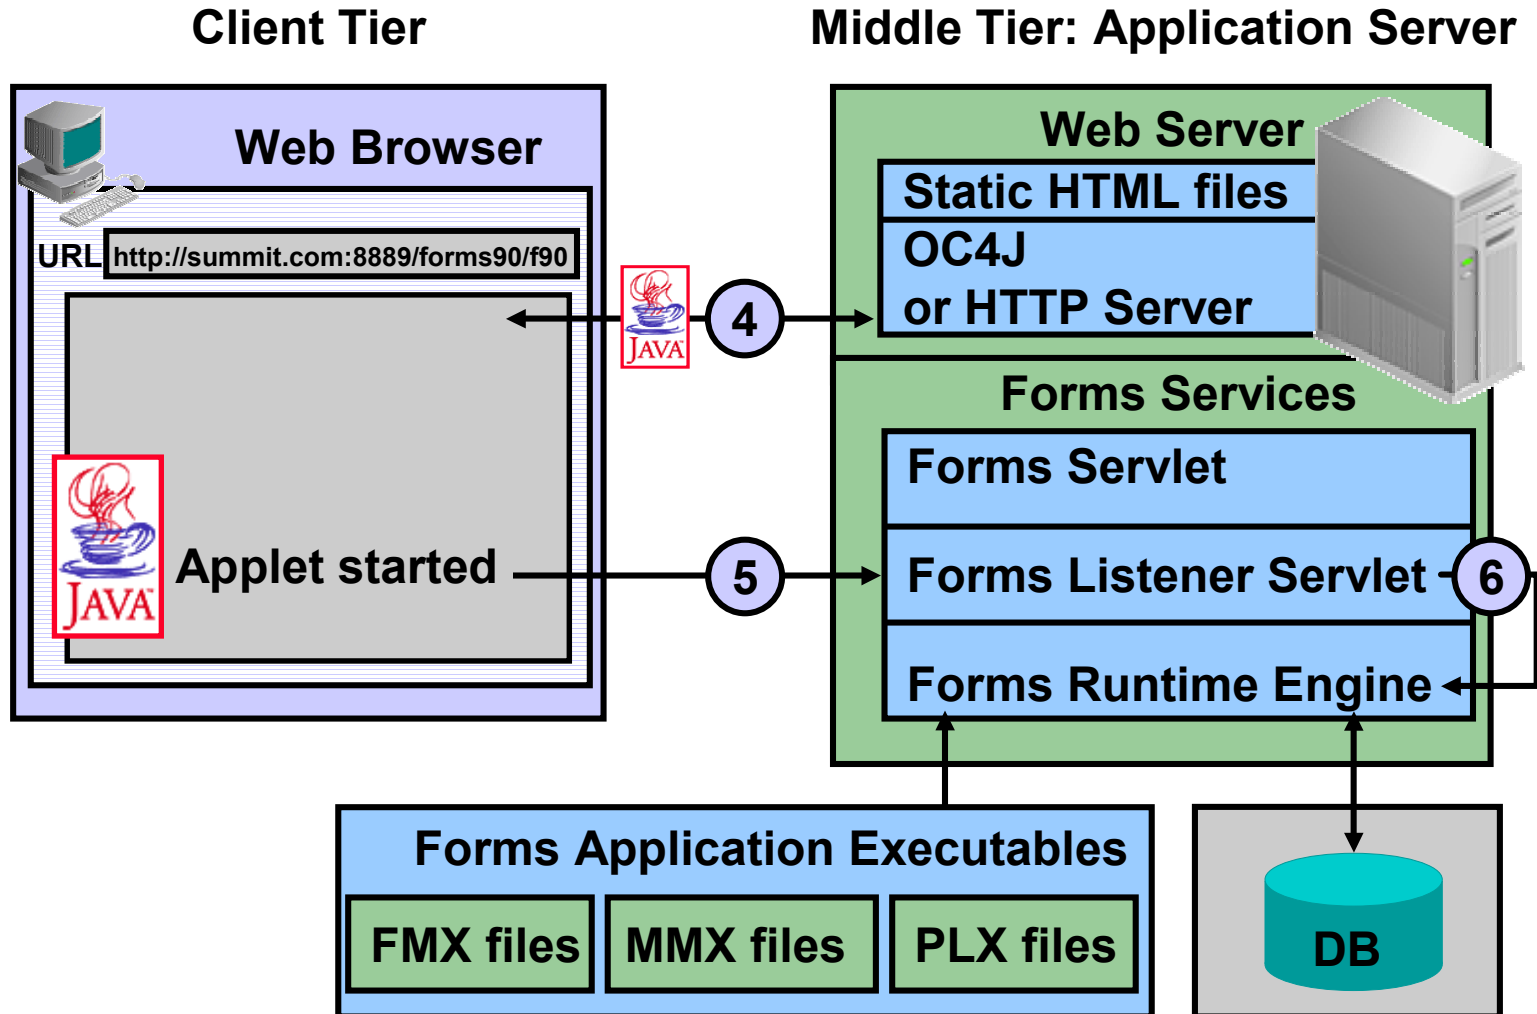 Client Tier
Middle Tier: Application Server
Web Browser
URL http://summit.com:8889/forms90/f90
JAVA™
4
Web Server
Static HTML files
OC4J
or HTTP Server
Forms Services
Forms Servlet
JAVA™
Applet started
5
Forms Listener Servlet
6
Forms Runtime Engine
Forms Application Executables
FMX files
MMX files
PLX files
DB